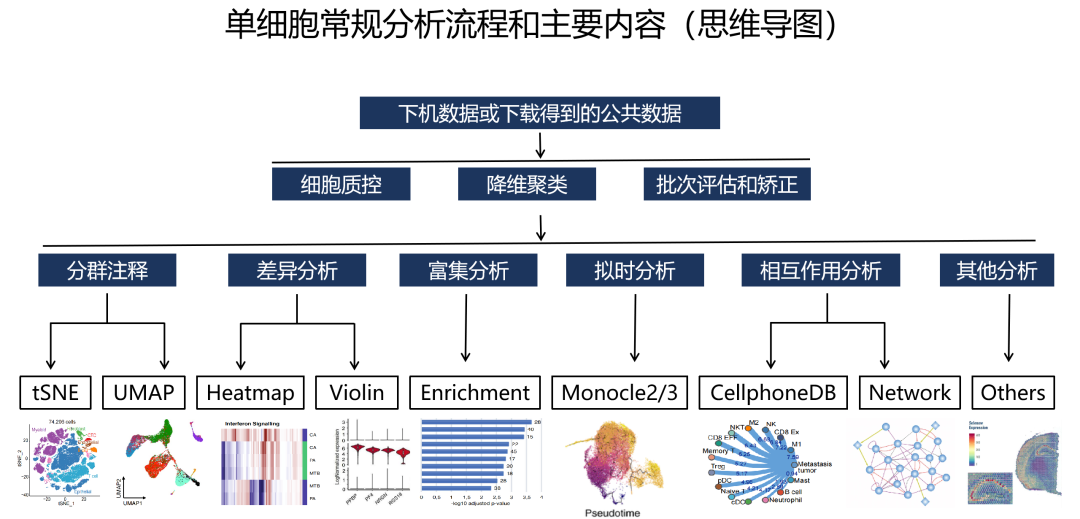 单细胞常规分析流程和主要内容（思维导图）
下机数据或下载得到的公共数据
细胞质控
降维聚类
批次评估和矫正
分群注释
差异分析
富集分析
拟时分析
相互作用分析
其他分析
tSNE
UMAP
Heatmap
Violin
Enrichment
Monocle2/3
CellphoneDB
Network
Others
74,206 cells
Myeloid
tSNE_2
tSNE_1
Epithelial
UMAP2
UMAP1
Interferon Signalling
CA
CA
PA
MTB
MTB
PA
PPBP
PF4
-log10 adjusted p-value
Pseudotime
M2
NK
NKT
CD8 Ex
CD8 EFF
M1
Memory T
Metastasis
tumor
Treg
Mast
pDC
B cell
Naive T
Neutrophil
cDC